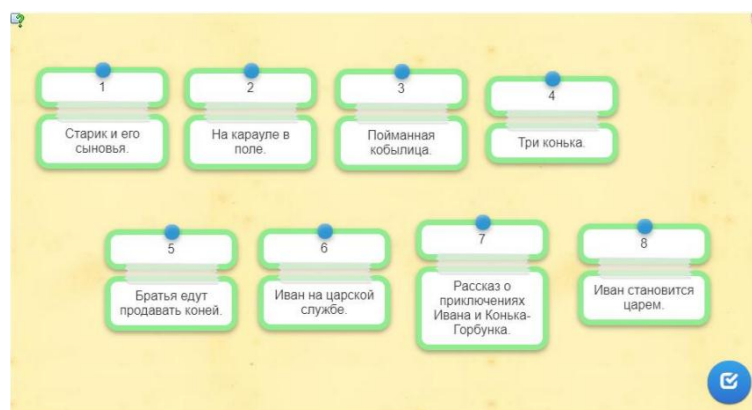 1
Старик и его
сыновья.
2
На карауле в
поле.
3
Пойманная
кобылица.
4
Три конька.
5
Братья едут
продавать коней.
6
Иван на царской
службе.
7
Рассказ о
приключениях
Ивана и Конька-
Горбунка.
8
Иван становится
царем.